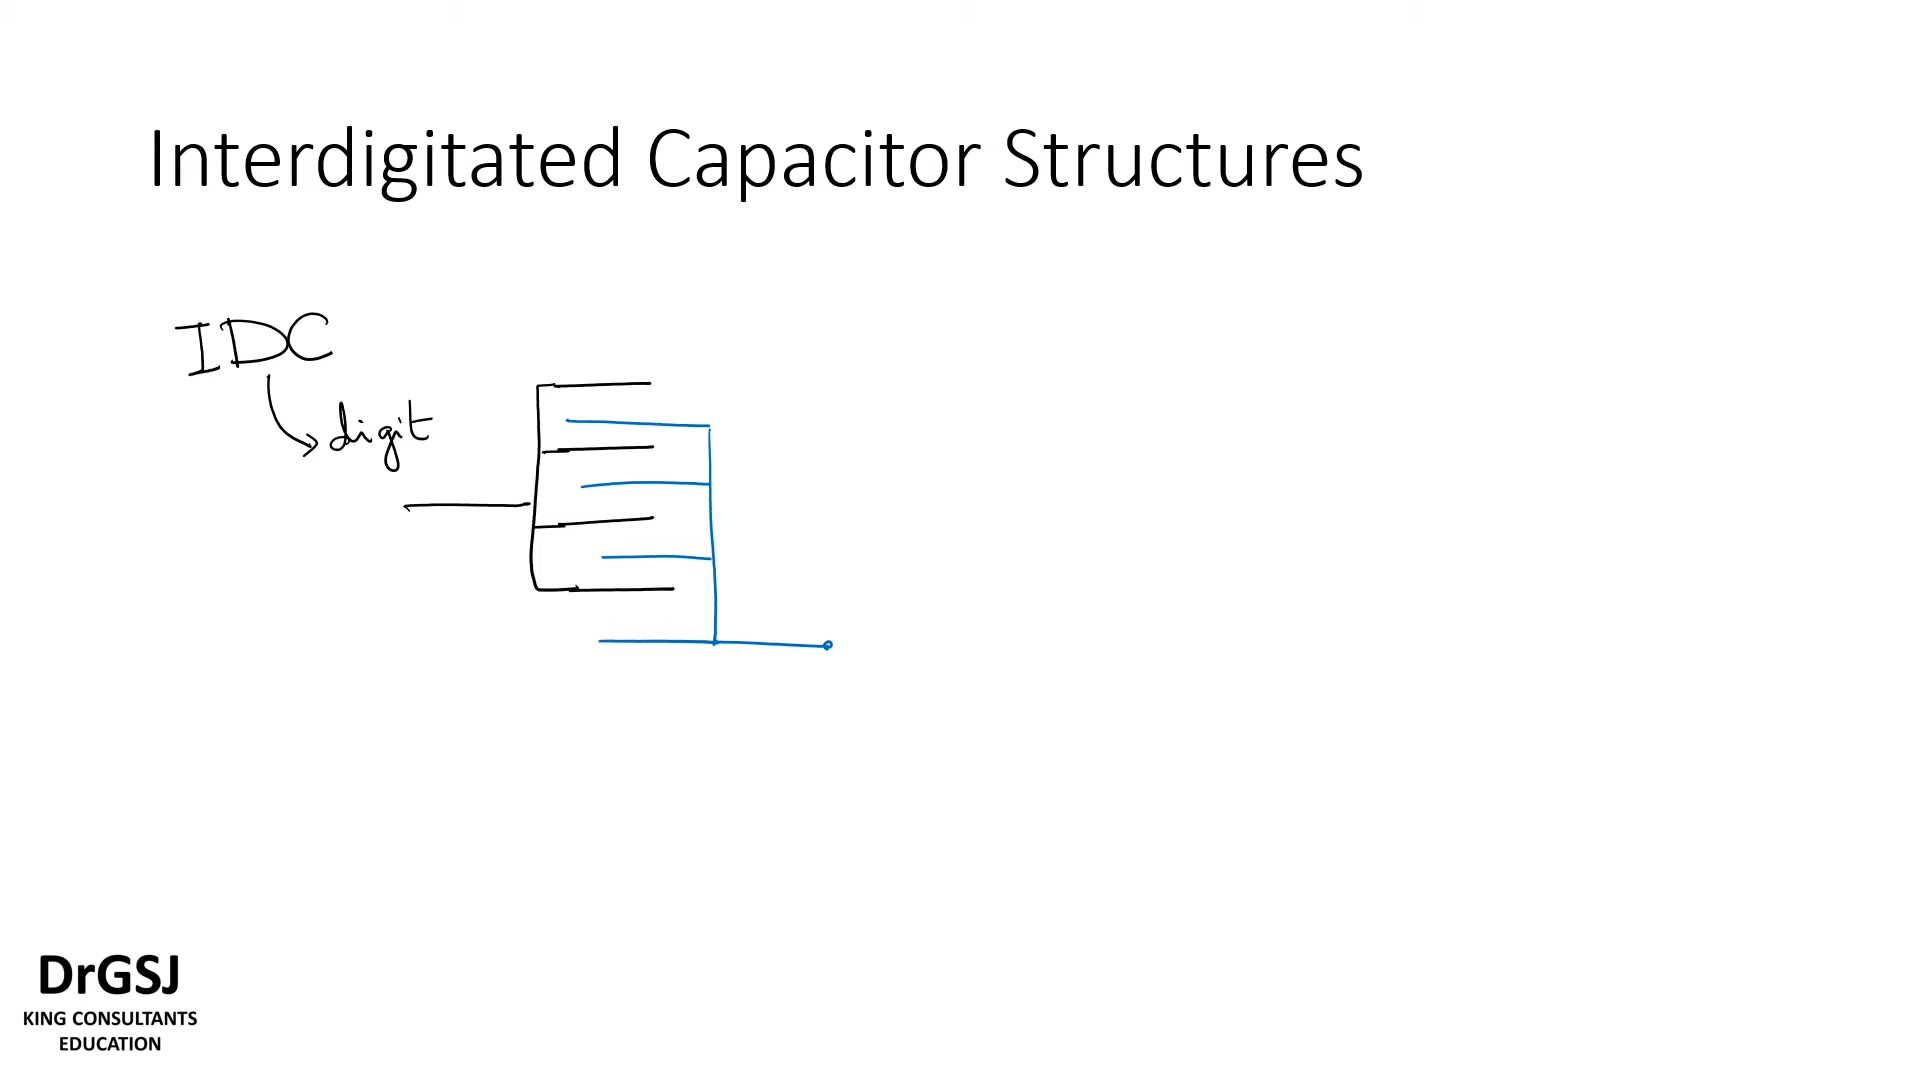 Interdigitated Capacitor Structures
IDC
digit
DrGSJ
KING CONSULTANTS
EDUCATION